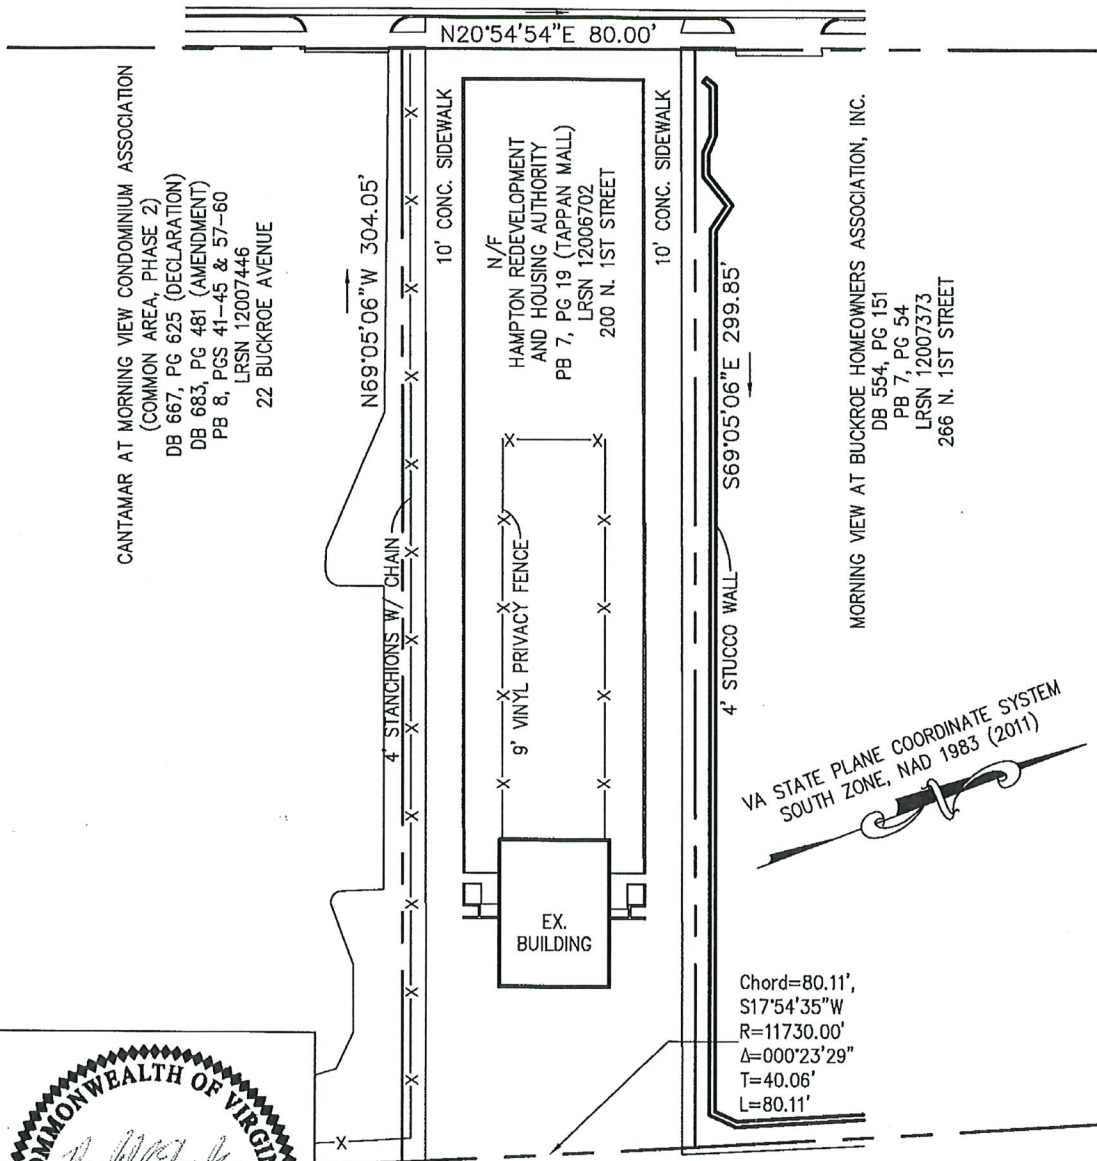 N20°54'54"E 80.00'
CANTAMAR AT MORNING VIEW CONDOMINIUM ASSOCIATION
(COMMON AREA, PHASE 2)
DB 667, PG 625 (DECLARATION)
DB 683, PG 461 (AMENDMENT)
PB 8, PGS 41-45 & 57-60
LRSN 12007446
22 BUCKROE AVENUE
N69°05'06"W 304.05'
10' CONC. SIDEWALK
N/F
HAMPTON REDEVELOPMENT
AND HOUSING AUTHORITY
PB 7, PG 19 (TAPPAN MALL)
LRSN 12006702
200 N. 1ST STREET
10' CONC. SIDEWALK
S69°05'06"E 299.85'
MORNING VIEW AT BUCKROE HOMEOWNERS ASSOCIATION, INC.
DB 554, PG 151
PB 7, PG 54
LRSN 12007373
266 N. 1ST STREET
4' STANCHIONS W/ CHAIN
9' VINYL PRIVACY FENCE
4' STUCCO WALL
VA STATE PLANE COORDINATE SYSTEM
SOUTH ZONE, NAD 1983 (2011)
N
EX.
BUILDING
Chord=80.11',
S17°54'35"W
R=11730.00'
Δ=000°23'29"
T=40.06'
L=80.11'
COMMONWEALTH OF